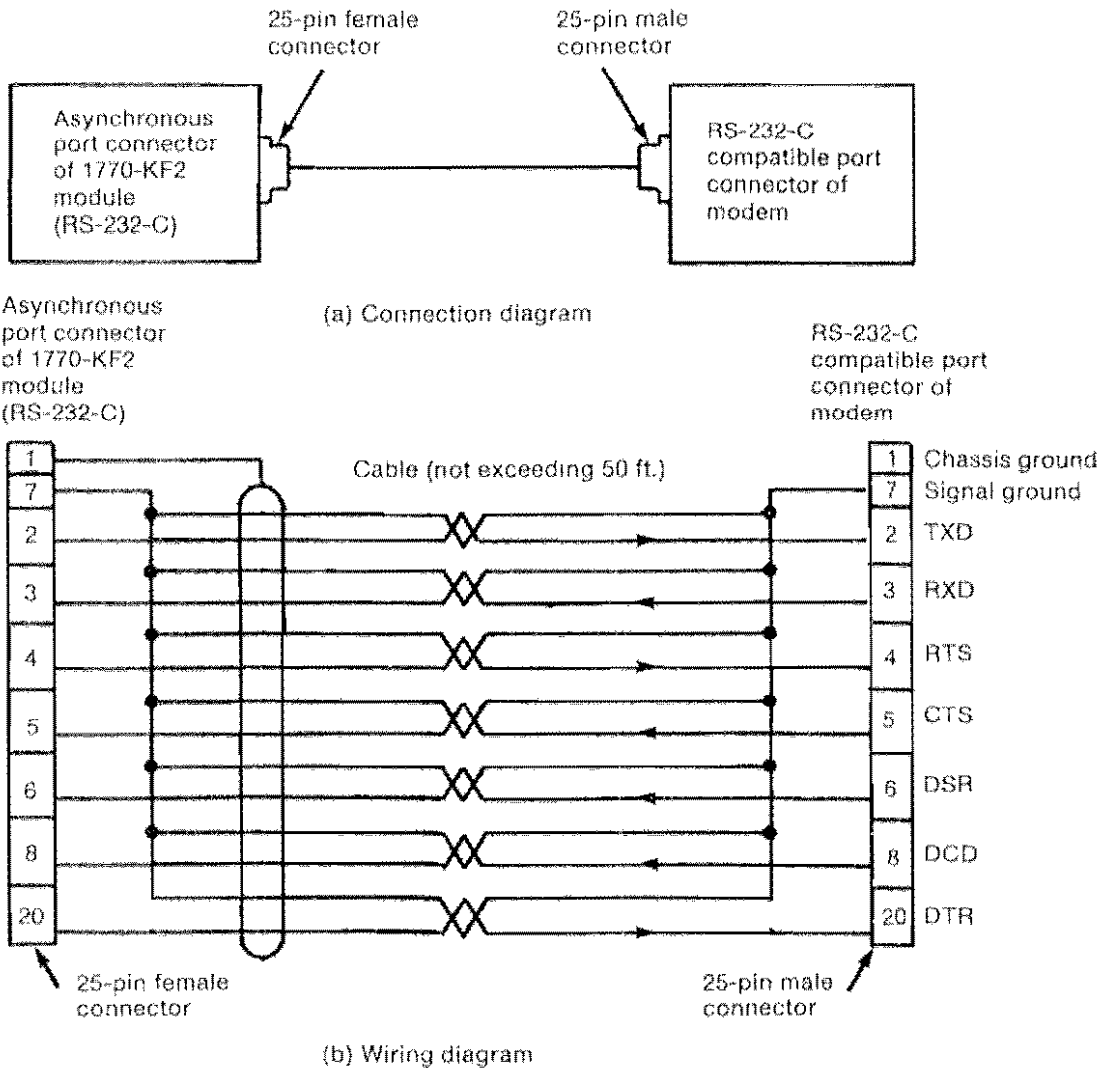 25-pin female
connector
25-pin male
connector
Asynchronous
port connector
of 1770-KF2
module
(RS-232-C)
RS-232-C
compatible port
connector of
modem
(a) Connection diagram
Asynchronous
port connector
of 1770-KF2
module
(RS-232-C)
RS-232-C
compatible port
connector of
modem
Cable (not exceeding 50 ft.)
1
1 Chassis ground
7
7 Signal ground
2
2 TXD
3
3 RXD
4
4 RTS
5
5 CTS
6
6 DSR
8
8 DCD
20
20 DTR
25-pin female
connector
25-pin male
connector
(b) Wiring diagram